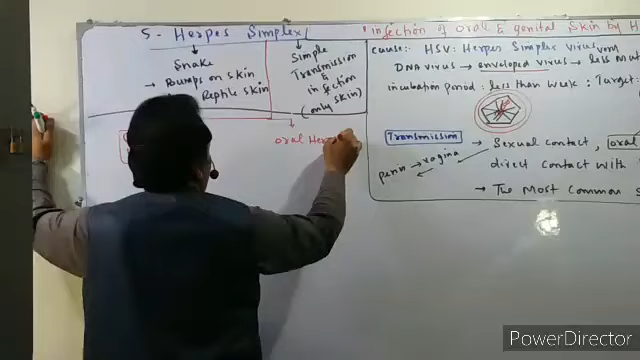 5- Herpes Simplex/
Snake
→ Bumps on skin
Reptile skin
Simple
Transmission
&
infection
(only skin)
oral Her
infection of oral & genital skin by H
cause:- HSV: Herpes Simplex Virus
DNA virus → enveloped virus → less Mut
incubation period: less than week: Target:
Transmission → Sexual contact, oral
penis → vagina
direct contact with
→ The Most Common S
PowerDirector